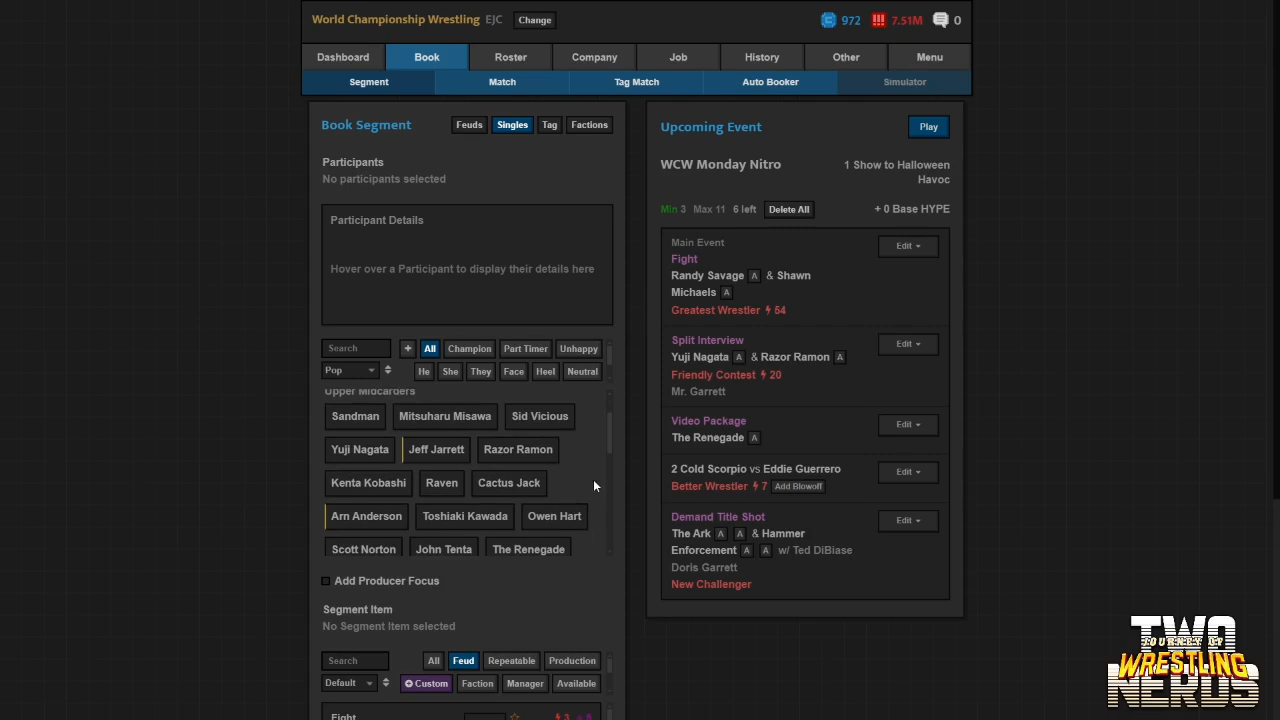 World Championship Wrestling EJC Change 972 7.51M 0
Dashboard Book Roster Company Job History Other Menu
Segment Match Tag Match Auto Booker Simulator
Book Segment Feuds Singles Tag Factions
Participants
No participants selected
Participant Details
Hover over a Participant to display their details here
Search + All Champion Part Timer Unhappy
Pop He She They Face Heel Neutral
Upper Midcarders
Sandman Mitsuharu Misawa Sid Vicious
Yuji Nagata Jeff Jarrett Razor Ramon
Kenta Kobashi Raven Cactus Jack
Arn Anderson Toshiaki Kawada Owen Hart
Scott Norton John Tenta The Renegade
Add Producer Focus
Segment Item
No Segment Item selected
Search All Feud Repeatable Production
Default Custom Faction Manager Available
Fight 3
Upcoming Event Play
WCW Monday Nitro 1 Show to Halloween
Havoc
Min 3 Max 11 6 left Delete All + 0 Base HYPE
Main Event Edit
Fight
Randy Savage A & Shawn
Michaels A
Greatest Wrestler 54
Split Interview Edit
Yuji Nagata A & Razor Ramon A
Friendly Contest 20
Mr. Garrett
Video Package Edit
The Renegade A
2 Cold Scorpio vs Eddie Guerrero Edit
Better Wrestler 7 Add Blowoff
Demand Title Shot Edit
The Ark A A & Hammer
Enforcement A A w/ Ted DiBiase
Doris Garrett
New Challenger
TWO
JOURNEY OF
WRESTLING
NERDS